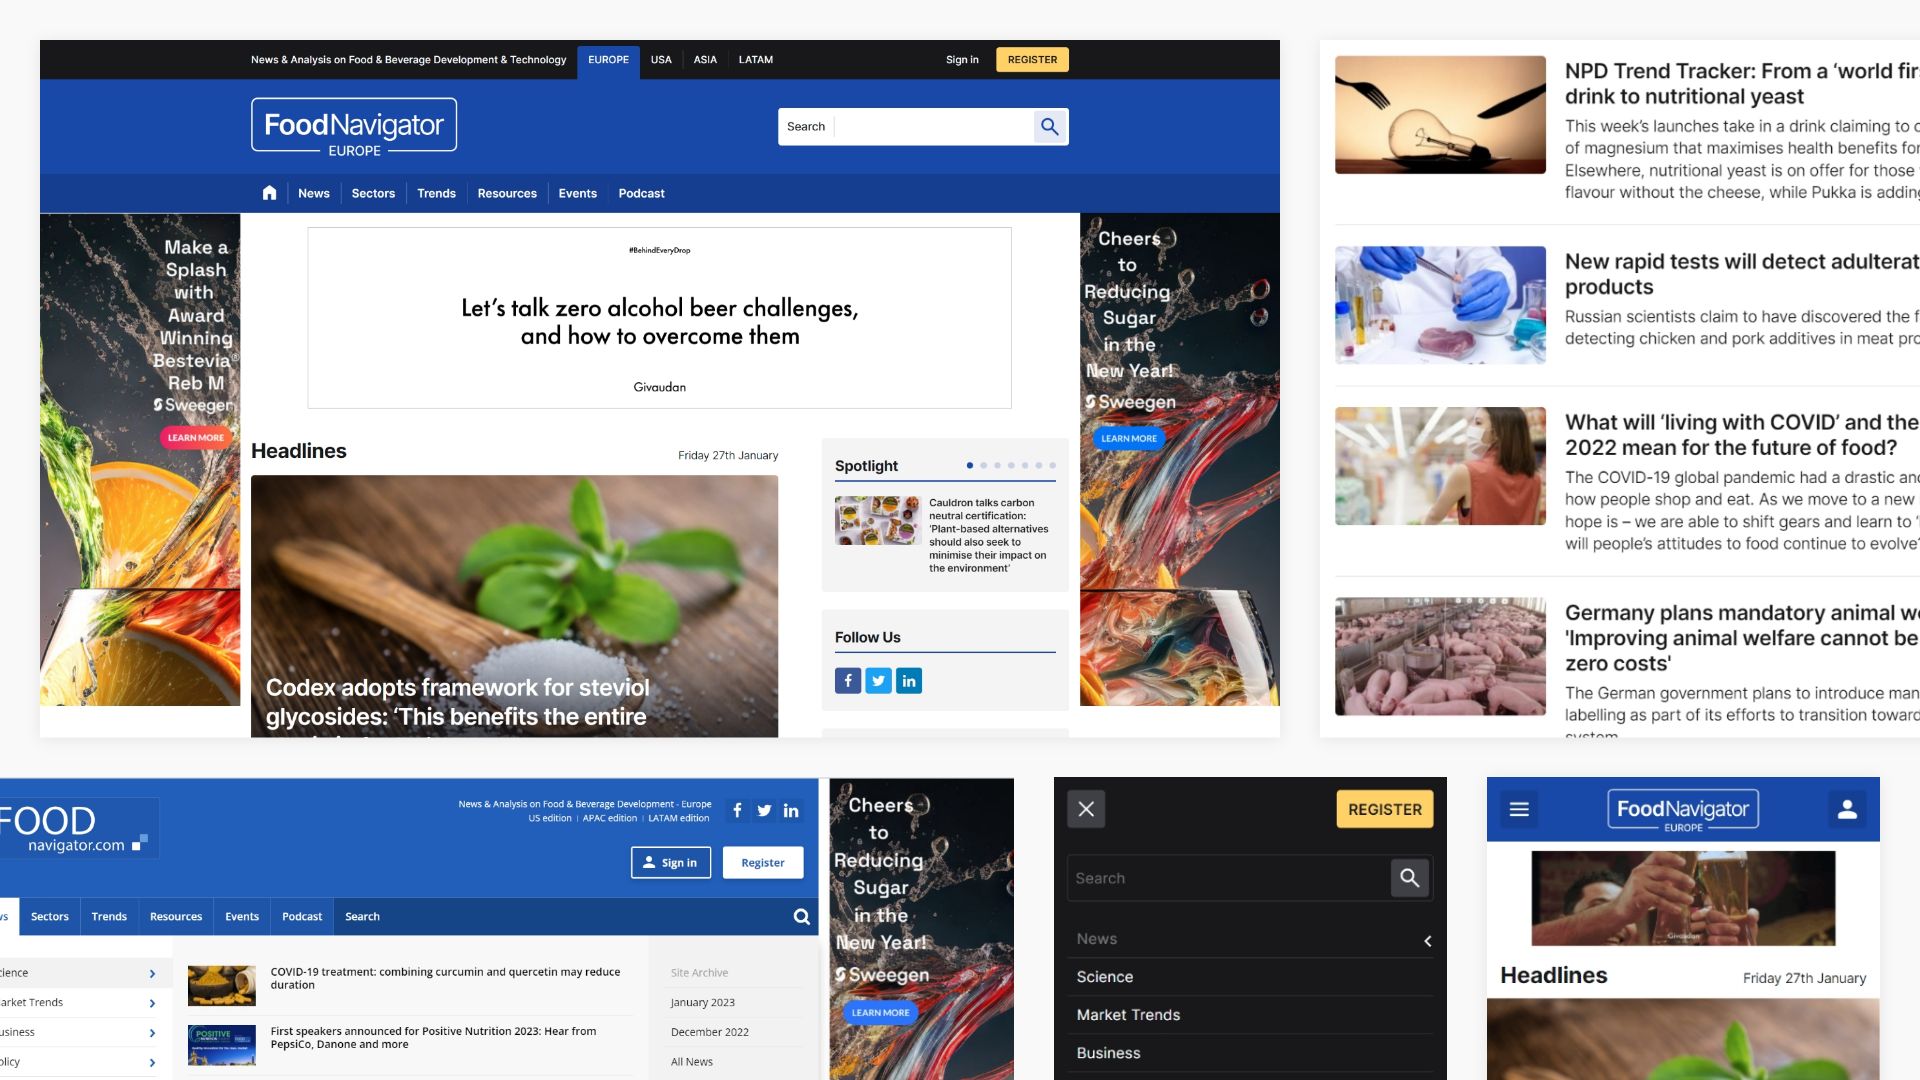 News & Analysis on Food & Beverage Development & Technology
EUROPE
USA
ASIA
LATAM
Sign in
REGISTER
FoodNavigator
EUROPE
Search
News
Sectors
Trends
Resources
Events
Podcast
Make a
Splash
with
Award
Winning
Bestevia®
Reb M
Sweegen
LEARN MORE
#BehindEveryDrop
Let’s talk zero alcohol beer challenges,
and how to overcome them
Givaudan
Cheers
to
Reducing
Sugar
in the
New Year!
Sweegen
LEARN MORE
Headlines
Friday 27th January
Codex adopts framework for steviol
glycosides: ‘This benefits the entire
Spotlight
Cauldron talks carbon
neutral certification:
‘Plant-based alternatives
should also seek to
minimise their impact on
the environment’
Follow Us
NPD Trend Tracker: From a ‘world fir
drink to nutritional yeast
This week’s launches take in a drink claiming to
of magnesium that maximises health benefits for
Elsewhere, nutritional yeast is on offer for those
flavour without the cheese, while Pukka is adding
New rapid tests will detect adulterat
products
Russian scientists claim to have discovered the f
detecting chicken and pork additives in meat pro
What will ‘living with COVID’ and the
2022 mean for the future of food?
The COVID-19 global pandemic had a drastic and
how people shop and eat. As we move to a new
hope is – we are able to shift gears and learn to ‘
will people’s attitudes to food continue to evolve?
Germany plans mandatory animal we
'Improving animal welfare cannot be
zero costs'
The German government plans to introduce man
labelling as part of its efforts to transition toward
system.
FOOD
navigator.com
News & Analysis on Food & Beverage Development - Europe
US edition | APAC edition | LATAM edition
Sign in
Register
ws
Sectors
Trends
Resources
Events
Podcast
Search
cience
arket Trends
usiness
olicy
COVID-19 treatment: combining curcumin and quercetin may reduce
duration
First speakers announced for Positive Nutrition 2023: Hear from
PepsiCo, Danone and more
POSITIVE
Site Archive
January 2023
December 2022
All News
Cheers
to
Reducing
Sugar
in the
New Year!
Sweegen
LEARN MORE
REGISTER
Search
News
Science
Market Trends
Business
FoodNavigator
EUROPE
Givaudan
Headlines
Friday 27th January